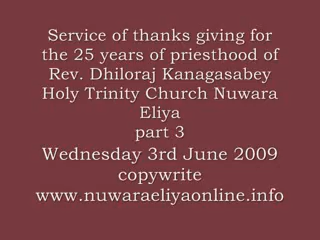 Service of thanks giving for
the 25 years of priesthood of
Rev. Dhiloraj Kanagasabey
Holy Trinity Church Nuwara
Eliya
part 3
Wednesday 3rd June 2009
copywrite
www.nuwaraeliyaonline.info